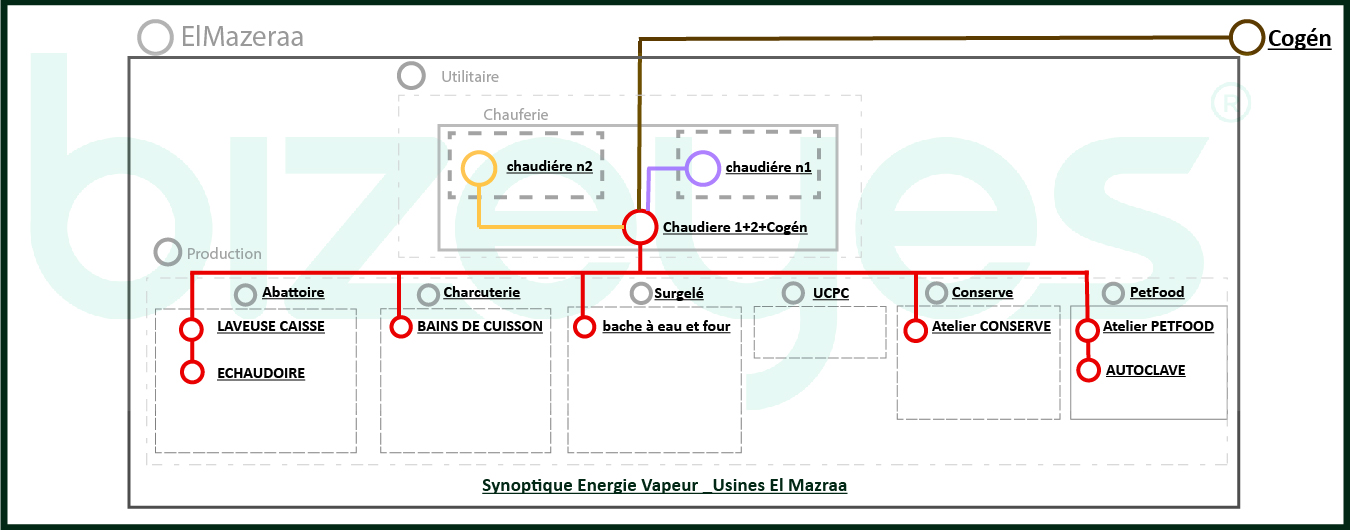 ElMazeraa
Cogén
Utilitaire
bizeyes®
Chauferie
chaudiére n2
chaudiére n1
Chaudiere 1+2+Cogén
Production
Abattoire
Charcuterie
Surgelé
UCPC
Conserve
PetFood
LAVEUSE CAISSE
BAINS DE CUISSON
bache à eau et four
Atelier CONSERVE
Atelier PETFOOD
ECHAUDOIRE
AUTOCLAVE
Synoptique Energie Vapeur _Usines El Mazraa